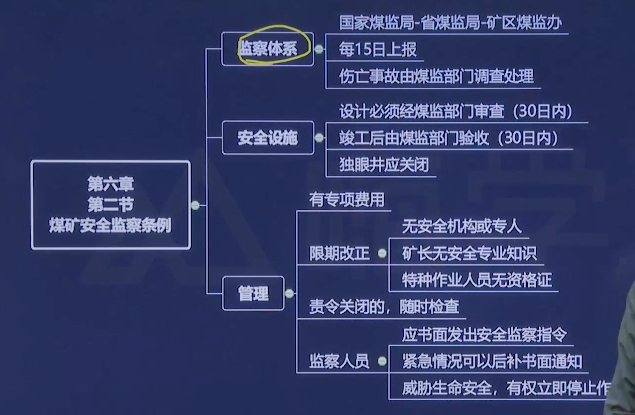 国家煤监局-省煤监局-矿区煤监办
监察体系
每15日上报
伤亡事故由煤监部门调查处理
设计必须经煤监部门审查（30日内）
安全设施
竣工后由煤监部门验收（30日内）
独眼井应关闭
第六章
第二节
煤矿安全监察条例
有专项费用
无安全机构或专人
限期改正
矿长无安全专业知识
特种作业人员无资格证
管理
责令关闭的，随时检查
应书面发出安全监察指令
监察人员
紧急情况可以后补书面通知
威胁生命安全，有权立即停止作